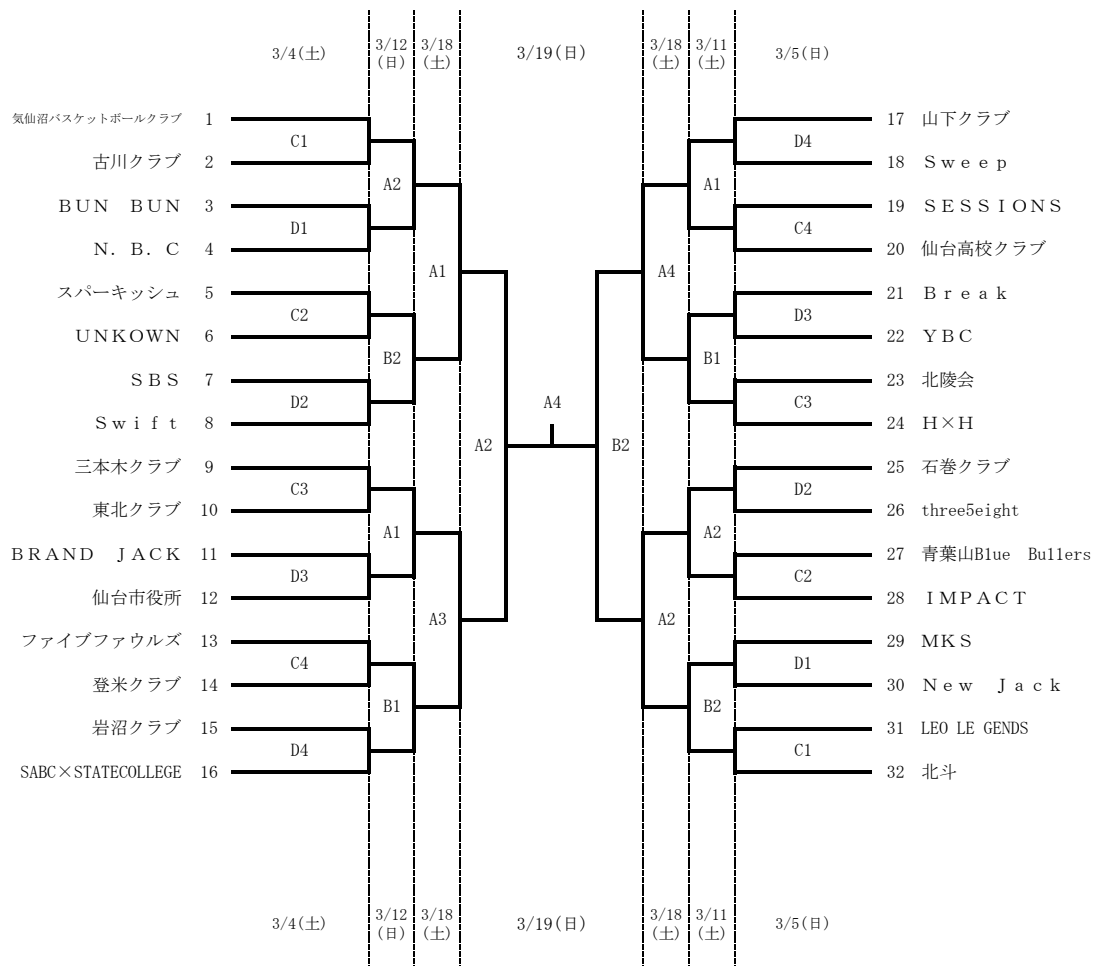 3/4(土)
3/12
(日)
3/18
(土)
3/19(日)
3/18
(土)
3/11
(土)
3/5(日)
気仙沼バスケットボールクラブ 1
C1
古川クラブ 2
A2
BUN BUN 3
D1
N.B.C 4
A1
スパーキッシュ 5
C2
UNKOWN 6
B2
SBS 7
D2
Swift 8
A2
三本木クラブ 9
C3
東北クラブ 10
A1
BRAND JACK 11
D3
仙台市役所 12
A3
ファイブファウルズ 13
C4
登米クラブ 14
B1
岩沼クラブ 15
D4
SABC×STATECOLLEGE 16
A4
17 山下クラブ
D4
18 Sweep
A1
19 SESSIONS
C4
20 仙台高校クラブ
A4
21 Break
D3
22 YBC
B1
23 北陵会
C3
24 H×H
B2
25 石巻クラブ
D2
26 three5eight
A2
27 青葉山Blue Bullers
C2
28 IMPACT
A2
29 MKS
D1
30 New Jack
B2
31 LEO LE GENDS
C1
32 北斗
3/4(土)
3/12
(日)
3/18
(土)
3/19(日)
3/18
(土)
3/11
(土)
3/5(日)